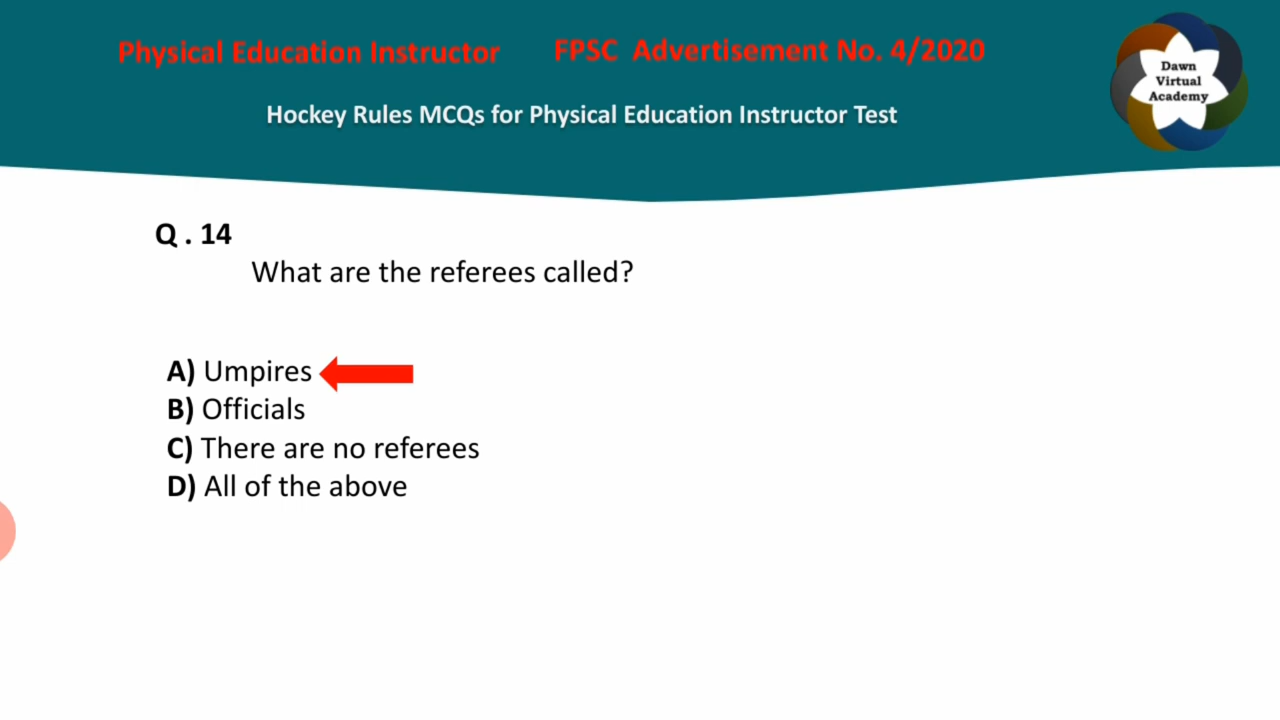 Physical Education Instructor FPSC Advertisement No. 4/2020
Hockey Rules MCQs for Physical Education Instructor Test
Dawn
Virtual
Academy
Q . 14
What are the referees called?
A) Umpires
B) Officials
C) There are no referees
D) All of the above